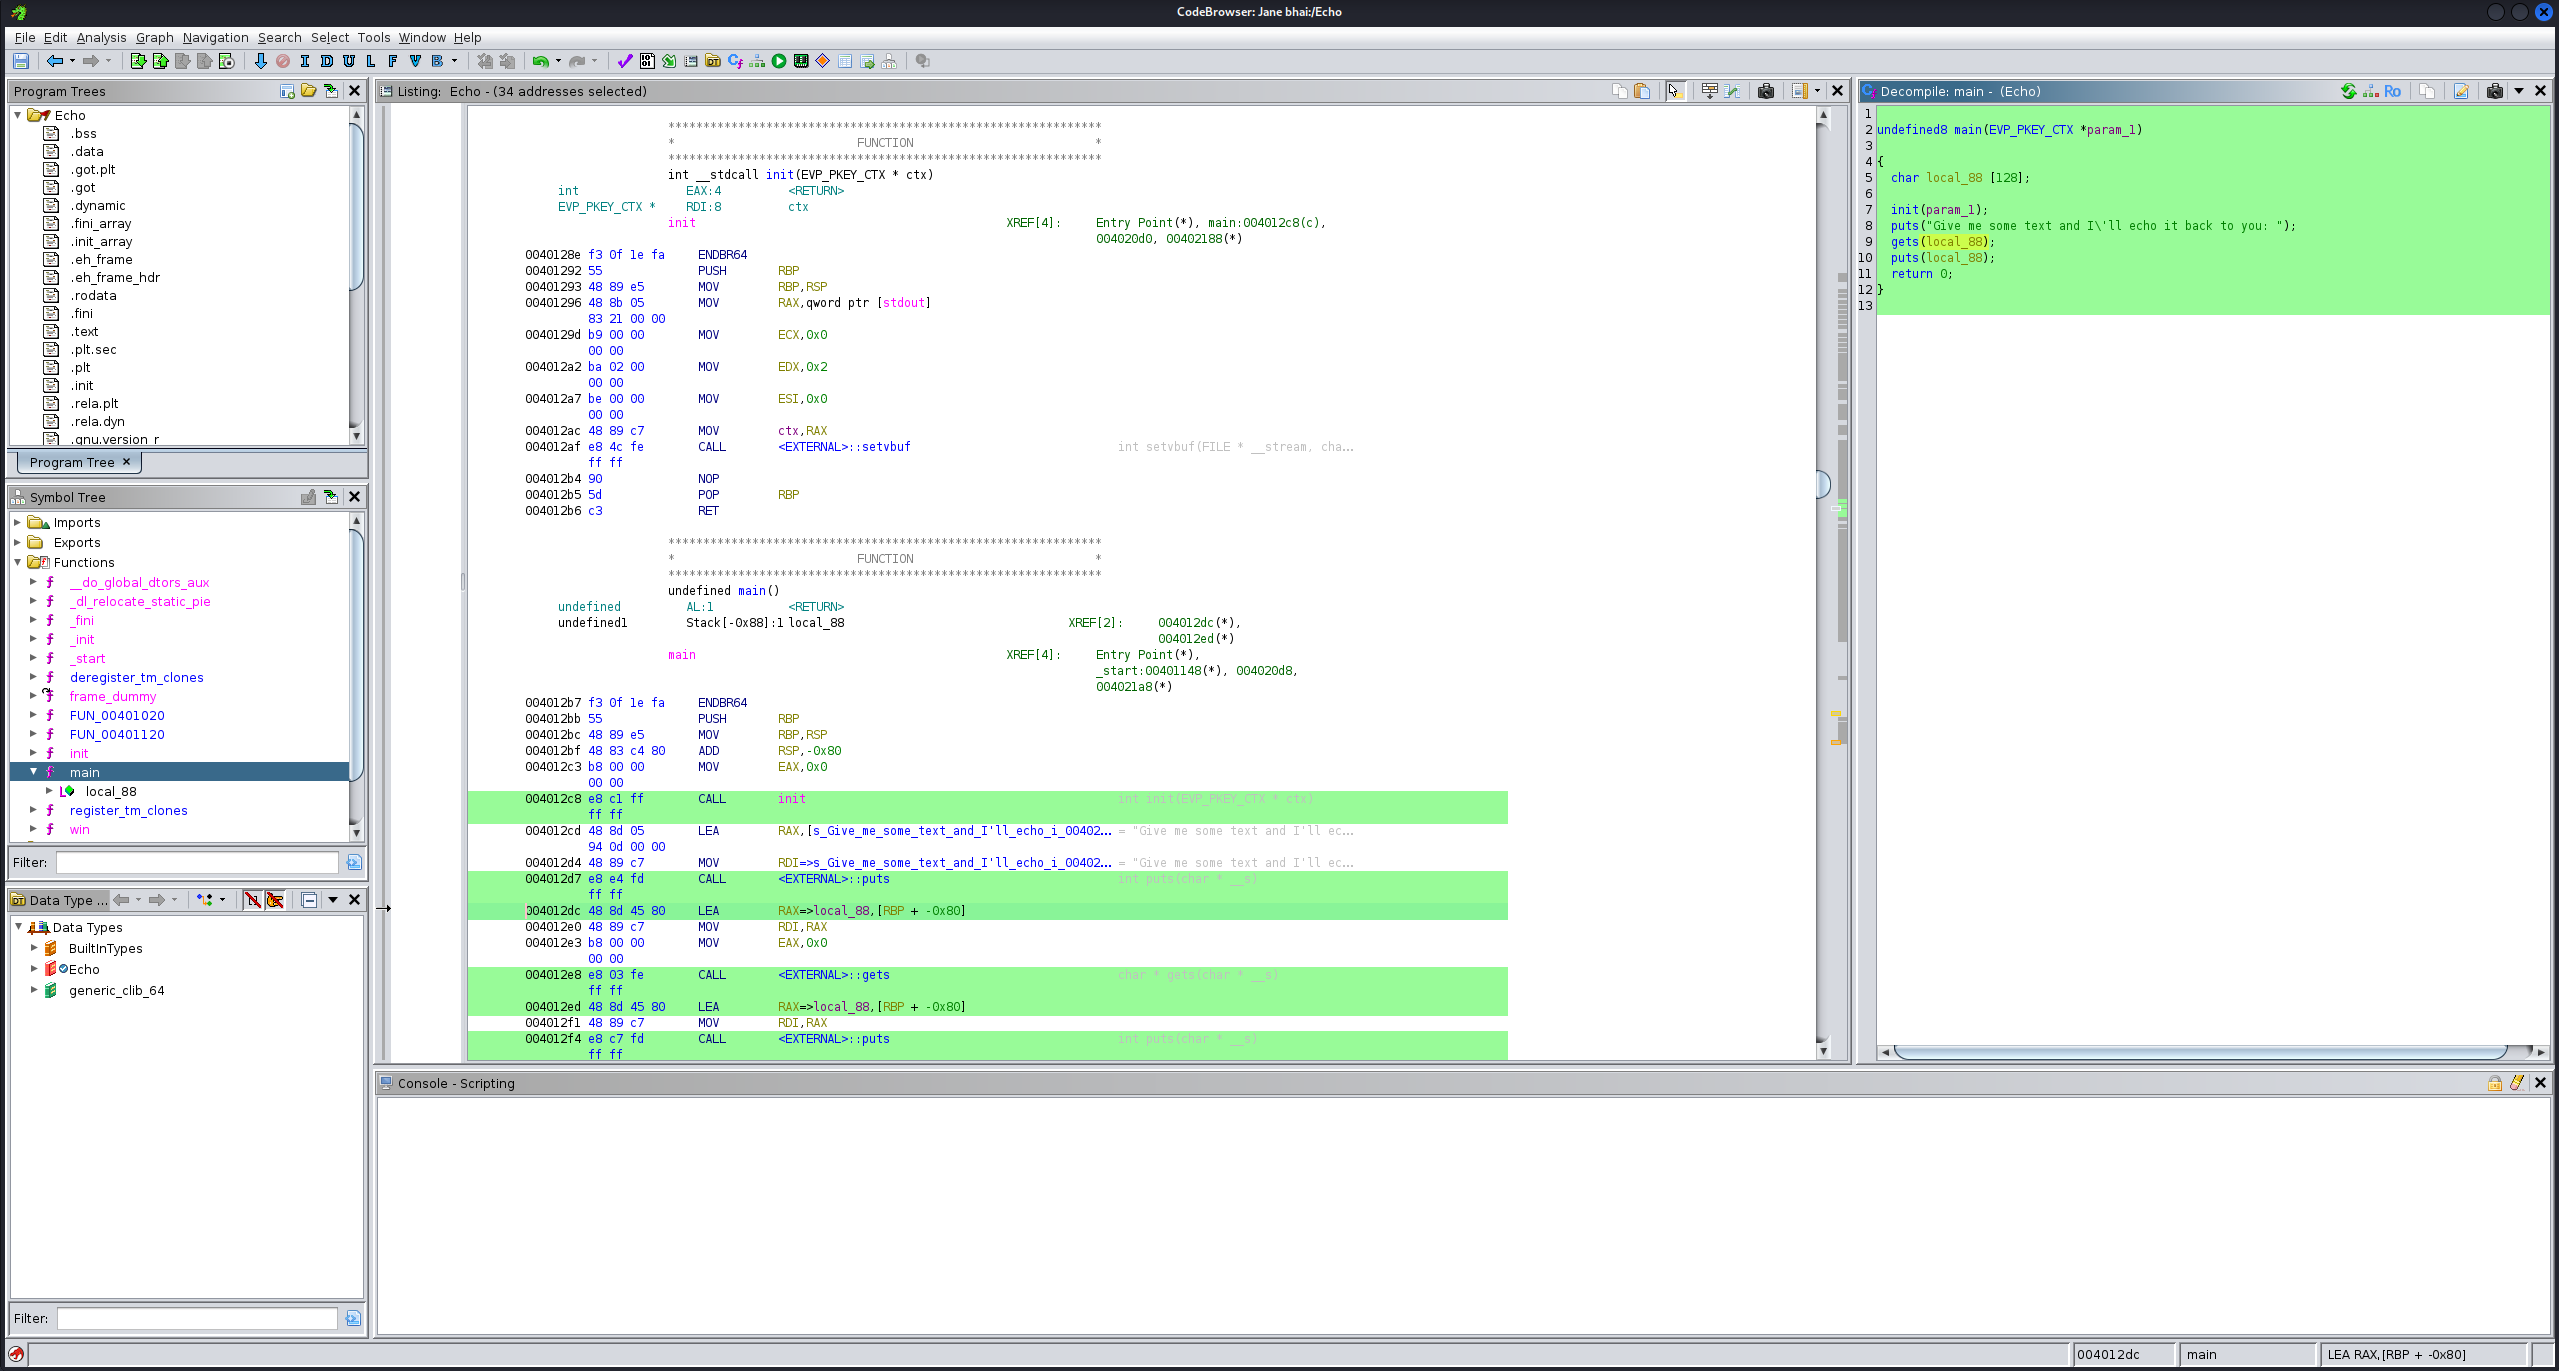 CodeBrowser: Jane bhai:/Echo
File Edit Analysis Graph Navigation Search Select Tools Window Help
I D U L F V B
Program Trees
Echo
.bss
.data
.got.plt
.got
.dynamic
.fini_array
.init_array
.eh_frame
.eh_frame_hdr
.rodata
.fini
.text
.plt.sec
.plt
.init
.rela.plt
.rela.dyn
.gnu.version_r
Program Tree ×
Symbol Tree
Imports
Exports
Functions
__do_global_dtors_aux
_dl_relocate_static_pie
_fini
_init
_start
deregister_tm_clones
frame_dummy
FUN_00401020
FUN_00401120
init
main
local_88
register_tm_clones
win
Filter:
Data Type ...
Data Types
BuiltInTypes
Echo
generic_clib_64
Filter:
Listing: Echo - (34 addresses selected)
**************************************************************
* FUNCTION *
**************************************************************
int __stdcall init(EVP_PKEY_CTX * ctx)
int EAX:4 <RETURN>
EVP_PKEY_CTX * RDI:8 ctx
init XREF[4]: Entry Point(*), main:004012c8(c),
004020d0, 00402188(*)
0040128e f3 0f 1e fa ENDBR64
00401292 55 PUSH RBP
00401293 48 89 e5 MOV RBP,RSP
00401296 48 8b 05 MOV RAX,qword ptr [stdout]
83 21 00 00
0040129d b9 00 00 MOV ECX,0x0
00 00
004012a2 ba 02 00 MOV EDX,0x2
00 00
004012a7 be 00 00 MOV ESI,0x0
00 00
004012ac 48 89 c7 MOV ctx,RAX
004012af e8 4c fe CALL <EXTERNAL>::setvbuf int setvbuf(FILE * __stream, cha...
ff ff
004012b4 90 NOP
004012b5 5d POP RBP
004012b6 c3 RET
**************************************************************
* FUNCTION *
**************************************************************
undefined main()
undefined AL:1 <RETURN>
undefined1 Stack[-0x88]:1 local_88 XREF[2]: 004012dc(*),
004012ed(*)
main XREF[4]: Entry Point(*),
_start:00401148(*), 004020d8,
004021a8(*)
004012b7 f3 0f 1e fa ENDBR64
004012bb 55 PUSH RBP
004012bc 48 89 e5 MOV RBP,RSP
004012bf 48 83 c4 80 ADD RSP,-0x80
004012c3 b8 00 00 MOV EAX,0x0
00 00
004012c8 e8 c1 ff CALL init int init(EVP_PKEY_CTX * ctx)
ff ff
004012cd 48 8d 05 LEA RAX,[s_Give_me_some_text_and_I'll_echo_i_00402... = "Give me some text and I'll ec...
94 0d 00 00
004012d4 48 89 c7 MOV RDI=>s_Give_me_some_text_and_I'll_echo_i_00402... = "Give me some text and I'll ec...
004012d7 e8 e4 fd CALL <EXTERNAL>::puts int puts(char * __s)
ff ff
004012dc 48 8d 45 80 LEA RAX=>local_88,[RBP + -0x80]
004012e0 48 89 c7 MOV RDI,RAX
004012e3 b8 00 00 MOV EAX,0x0
00 00
004012e8 e8 03 fe CALL <EXTERNAL>::gets char * gets(char * __s)
ff ff
004012ed 48 8d 45 80 LEA RAX=>local_88,[RBP + -0x80]
004012f1 48 89 c7 MOV RDI,RAX
004012f4 e8 c7 fd CALL <EXTERNAL>::puts int puts(char * __s)
ff ff
Decompile: main - (Echo)
Ro
1
2 undefined8 main(EVP_PKEY_CTX *param_1)
3
4 {
5 char local_88 [128];
6
7 init(param_1);
8 puts("Give me some text and I\'ll echo it back to you: ");
9 gets(local_88);
10 puts(local_88);
11 return 0;
12 }
13
Console - Scripting
004012dc main LEA RAX,[RBP + -0x80]